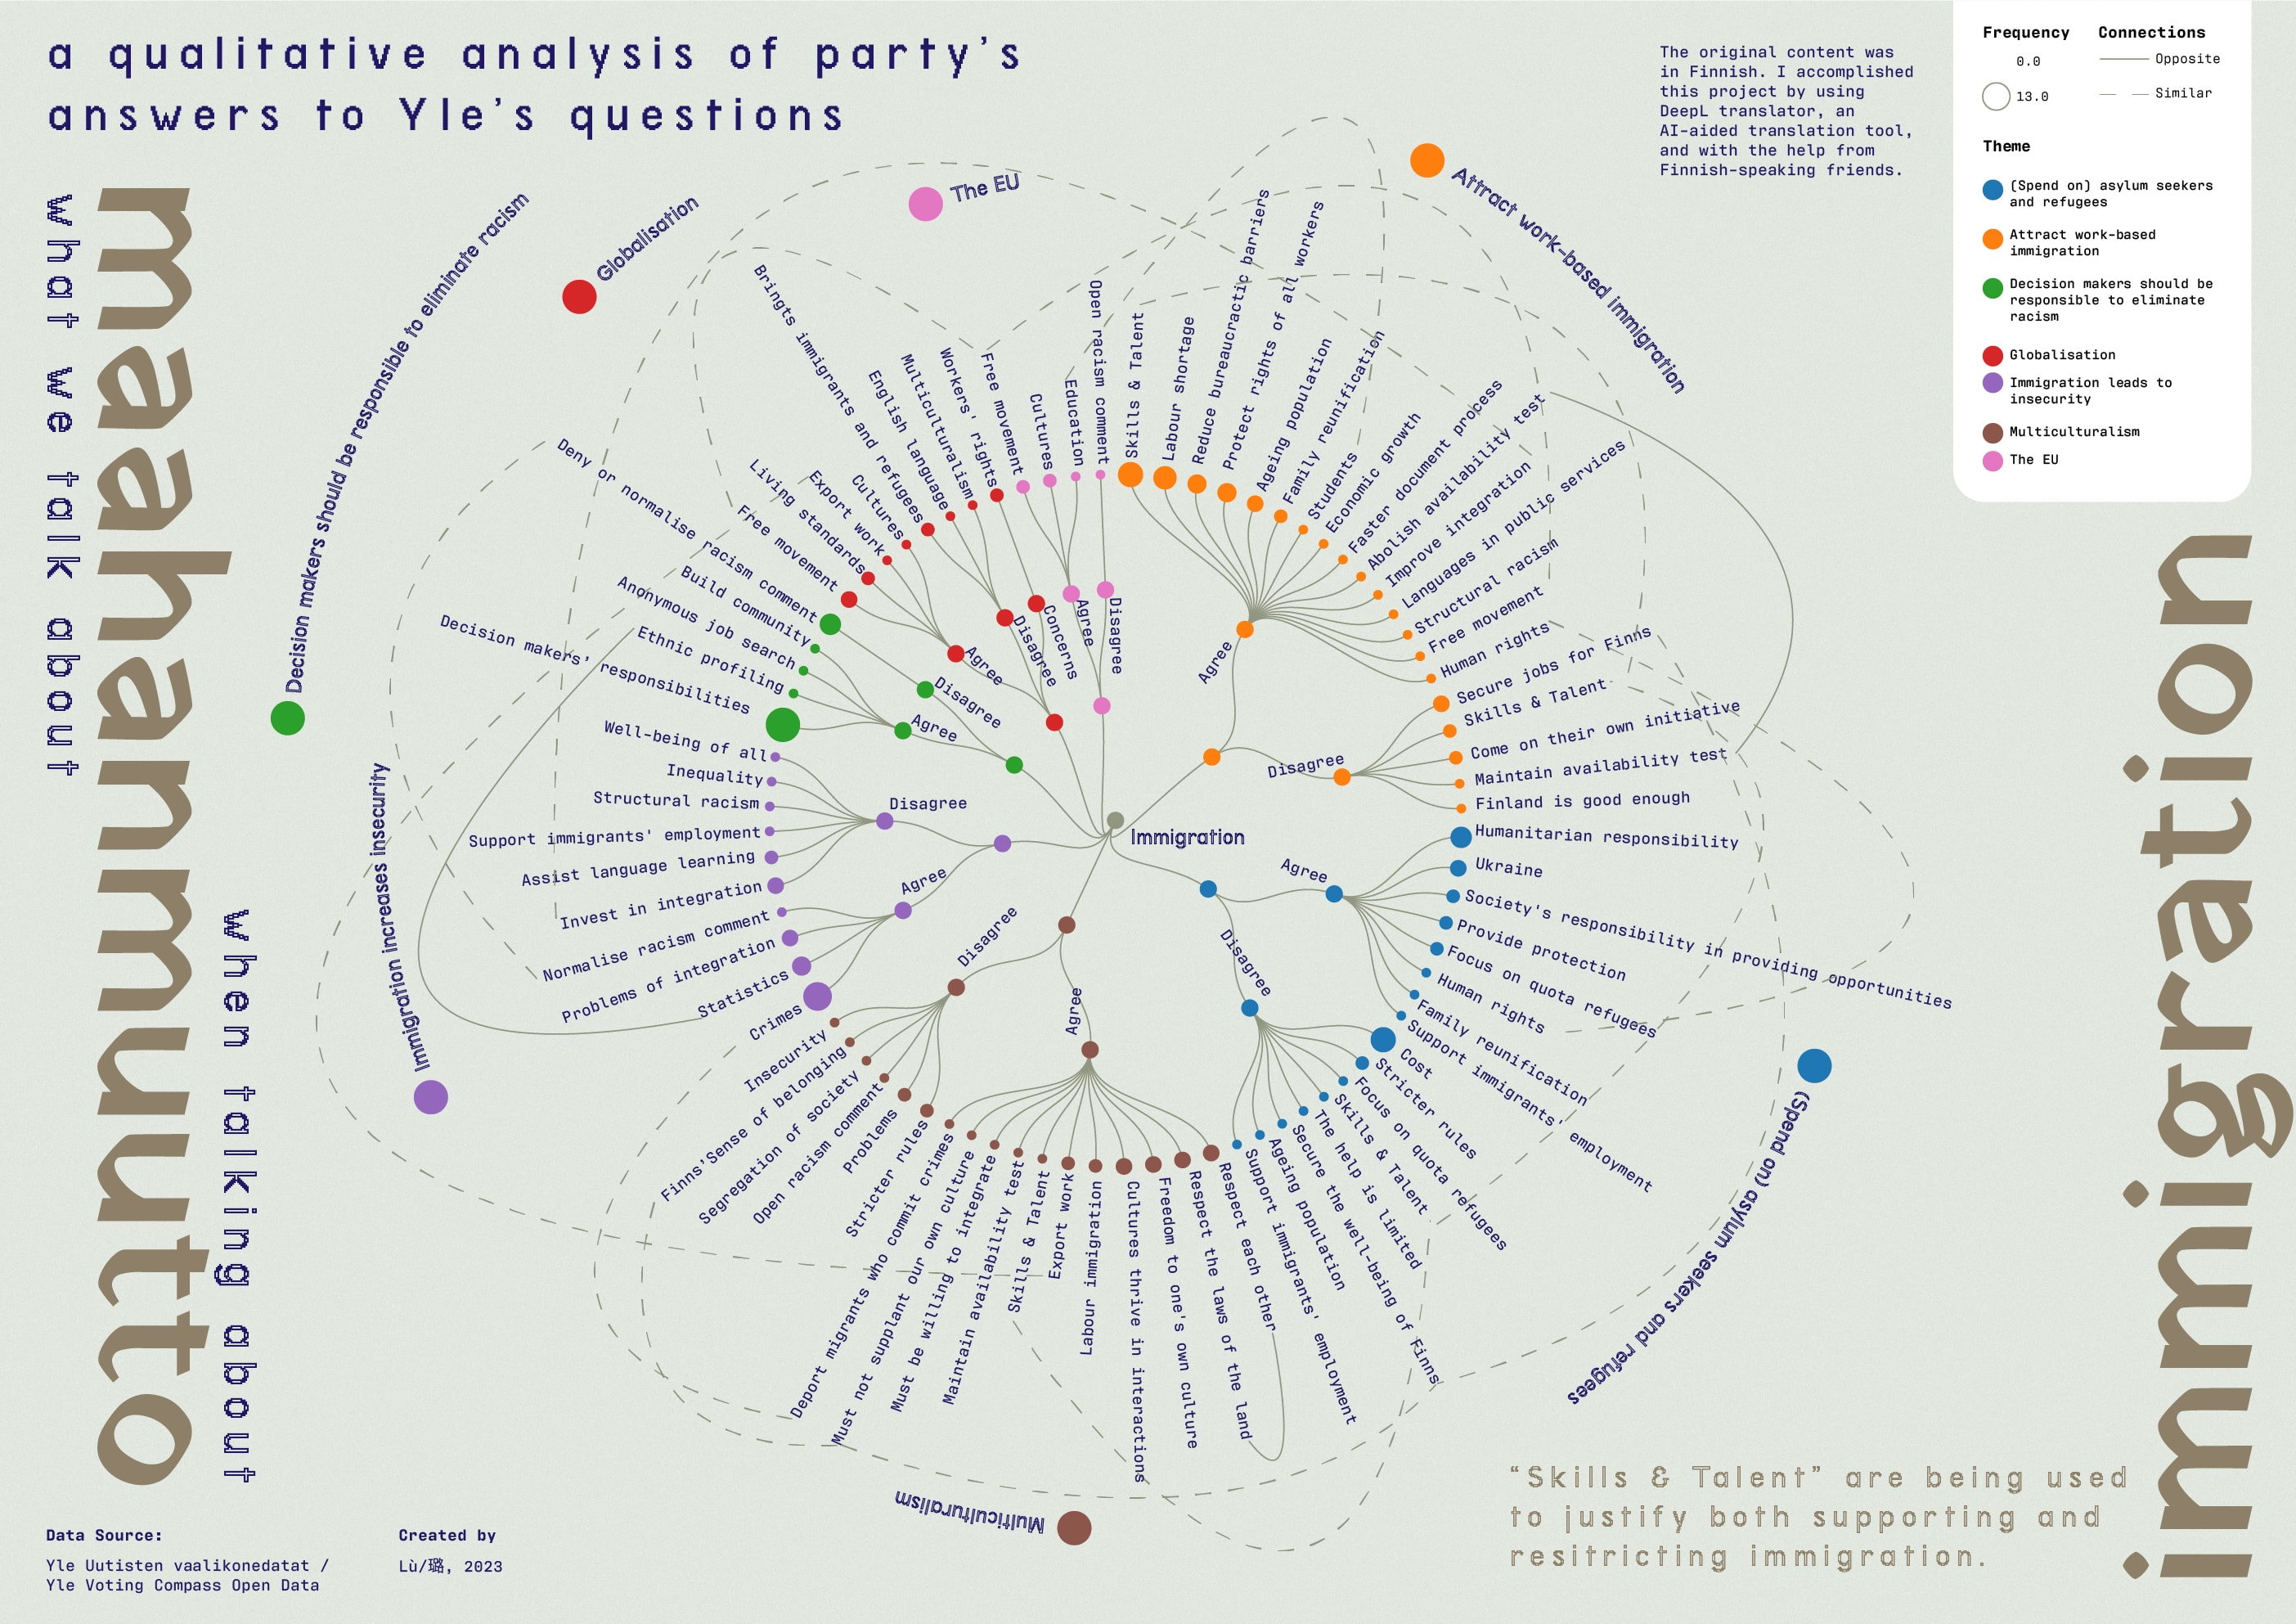 a qualitative analysis of party's
answers to Yle's questions
what we talk about
maahanmuutto
when talking about
immigration
The original content was
in Finnish. I accomplished
this project by using
DeepL translator, an
AI-aided translation tool,
and with the help from
Finnish-speaking friends.
Frequency
0.0
13.0
Connections
Opposite
Similar
Theme
(Spend on) asylum seekers
and refugees
Attract work-based
immigration
Decision makers should be
responsible to eliminate
racism
Globalisation
Immigration leads to
insecurity
Multiculturalism
The EU
Immigration
Attract work-based immigration
Agree
Skills & Talent
Labour shortage
Reduce bureaucractic barriers
Protect rights of all workers
Ageing population
Family reunification
Students
Economic growth
Faster document process
Abolish availability test
Improve integration
Languages in public services
Structural racism
Free movement
Human rights
Disagree
Secure jobs for Finns
Skills & Talent
Come on their own initiative
Maintain availability test
Finland is good enough
(Spend on) asylum seekers and refugees
Agree
Humanitarian responsibility
Ukraine
Society's responsibility in providing opportunities
Provide protection
Focus on quota refugees
Human rights
Family reunification
Support immigrants' employment
Disagree
Cost
Stricter rules
Focus on quota refugees
Skills & Talent
The help is limited
Secure the well-being of Finns
Ageing population
Support immigrants' employment
Multiculturalism
Agree
Respect each other
Respect the laws of the land
Freedom to one's own culture
Cultures thrive in interactions
Labour immigration
Export work
Skills & Talent
Maintain availability test
Must be willing to integrate
Must not supplant our own culture
Deport migrants who commit crimes
Disagree
Stricter rules
Problems
Open racism comment
Segregation of society
Finns'Sense of belonging
Insecurity
Immigration increases insecurity
Agree
Crimes
Statistics
Problems of integration
Normalise racism comment
Disagree
Invest in integration
Assist language learning
Support immigrants' employment
Structural racism
Inequality
Well-being of all
Decision makers should be responsible to eliminate racism
Agree
Decision makers' responsibilities
Ethnic profiling
Anonymous job search
Build community
Disagree
Deny or normalise racism comment
Globalisation
Agree
Free movement
Living standards
Export work
Cultures
Disagree
Bringts immigrants and refugees
English language
Multiculturalism
Concerns
Workers' rights
The EU
Agree
Free movement
Cultures
Education
Disagree
Open racism comment
"Skills & Talent" are being used
to justify both supporting and
resitricting immigration.
Data Source:
Yle Uutisten vaalikonedatat /
Yle Voting Compass Open Data
Created by
Lù/璐, 2023